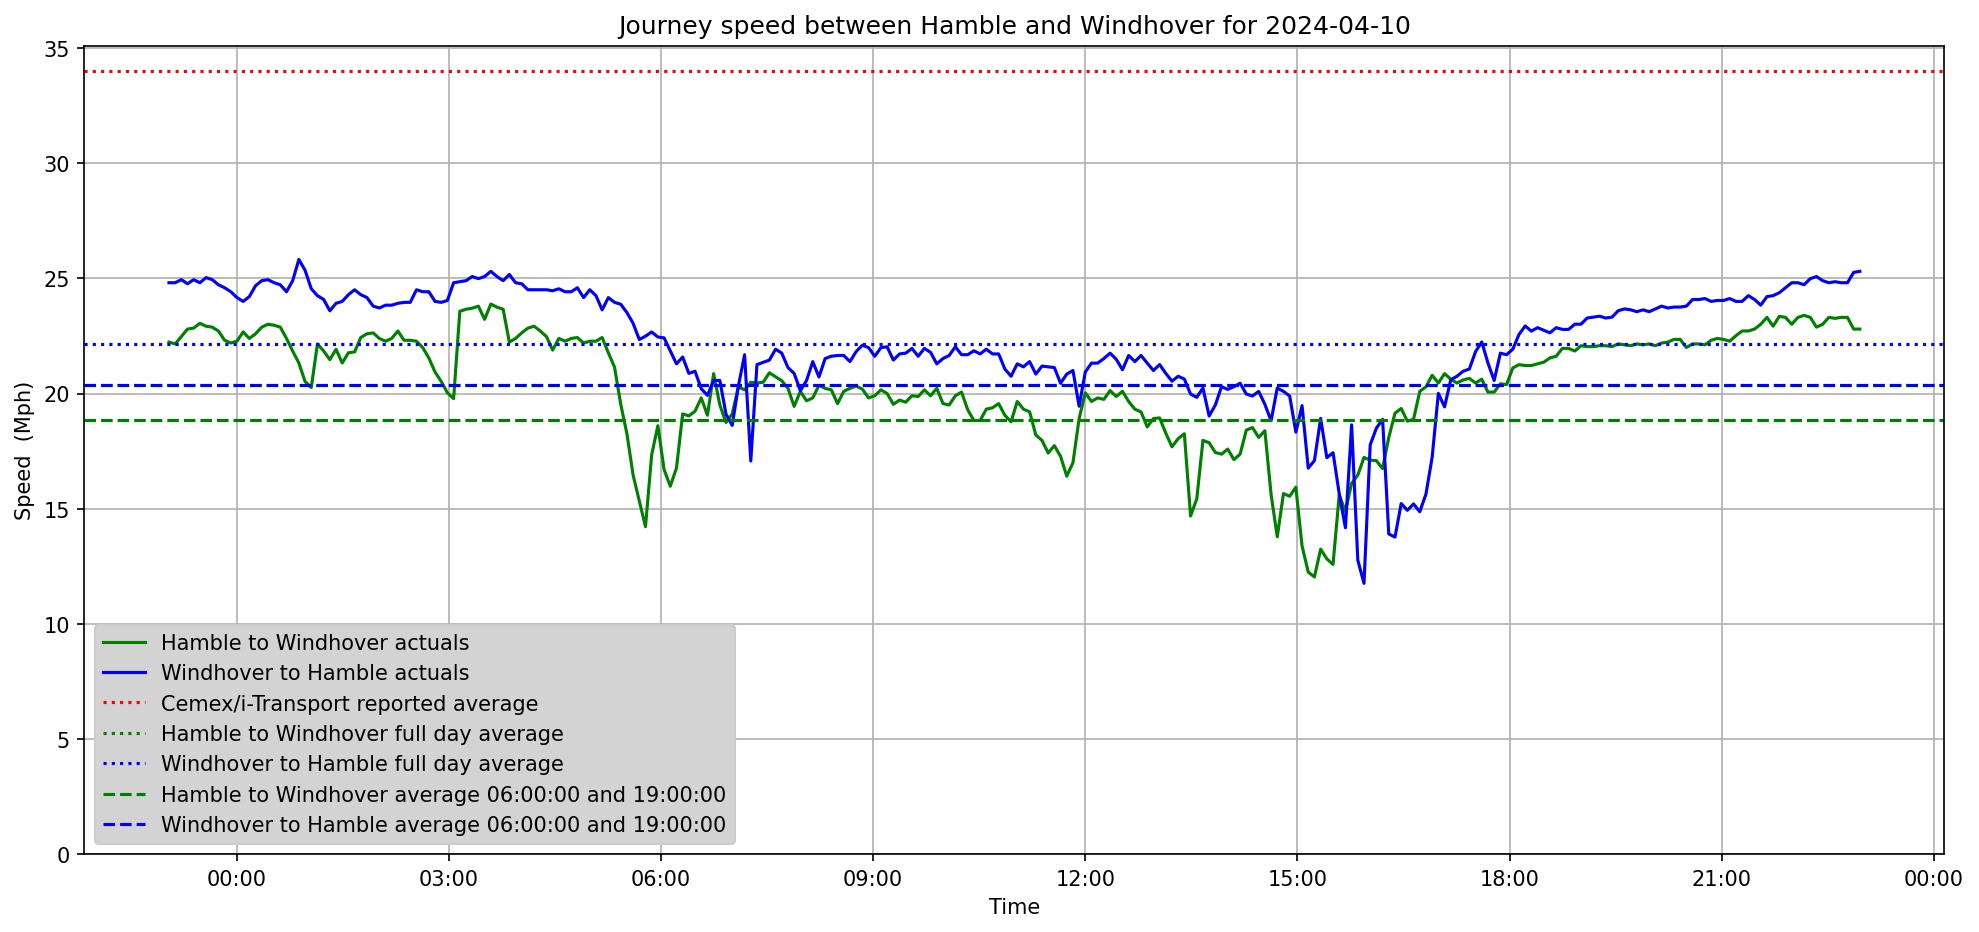 Journey speed between Hamble and Windhover for 2024-04-10
35
30
25
20
15
10
5
0
Speed (Mph)
Hamble to Windhover actuals
Windhover to Hamble actuals
Cemex/i-Transport reported average
Hamble to Windhover full day average
Windhover to Hamble full day average
Hamble to Windhover average 06:00:00 and 19:00:00
Windhover to Hamble average 06:00:00 and 19:00:00
00:00 03:00 06:00 09:00 12:00 15:00 18:00 21:00 00:00
Time